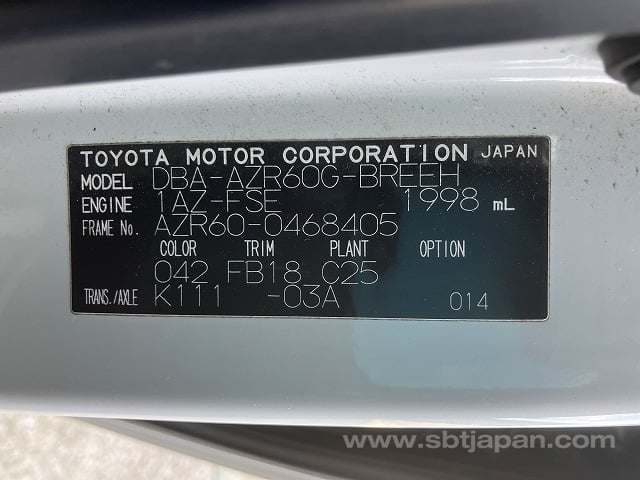 TOYOTA MOTOR CORPORATION JAPAN
MODEL DBA-AZR60G-BREEH
ENGINE 1AZ-FSE 1998 mL
FRAME No. AZR60-0468405
COLOR TRIM PLANT OPTION
042 FB18 C25
TRANS./AXLE K111 -03A 014
www.sbtjapan.com